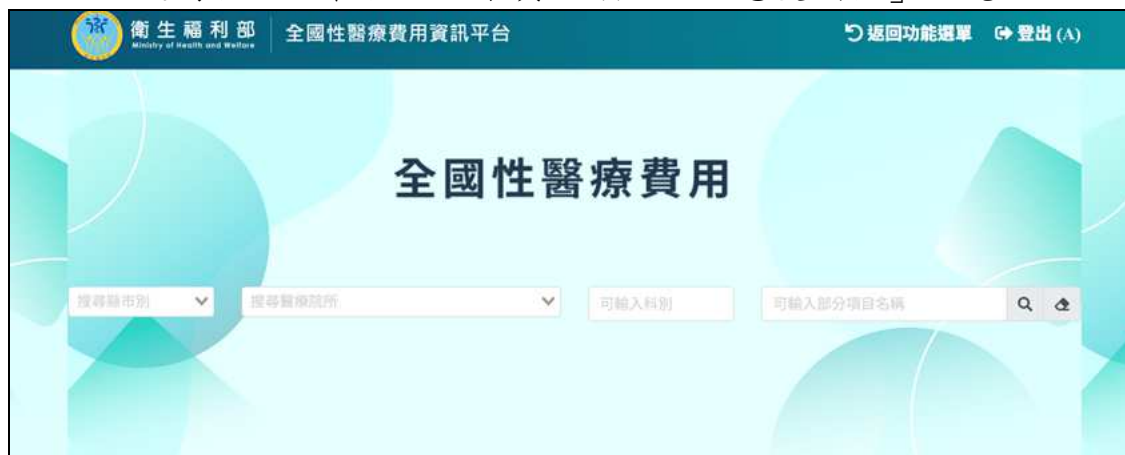 衛生福利部 全國性醫療費用資訊平台 返回功能選單 登出 (A)
Ministry of Health and Welfare
全國性醫療費用
搜尋縣市別 搜尋醫療院所 可輸入科別 可輸入部分項目名稱